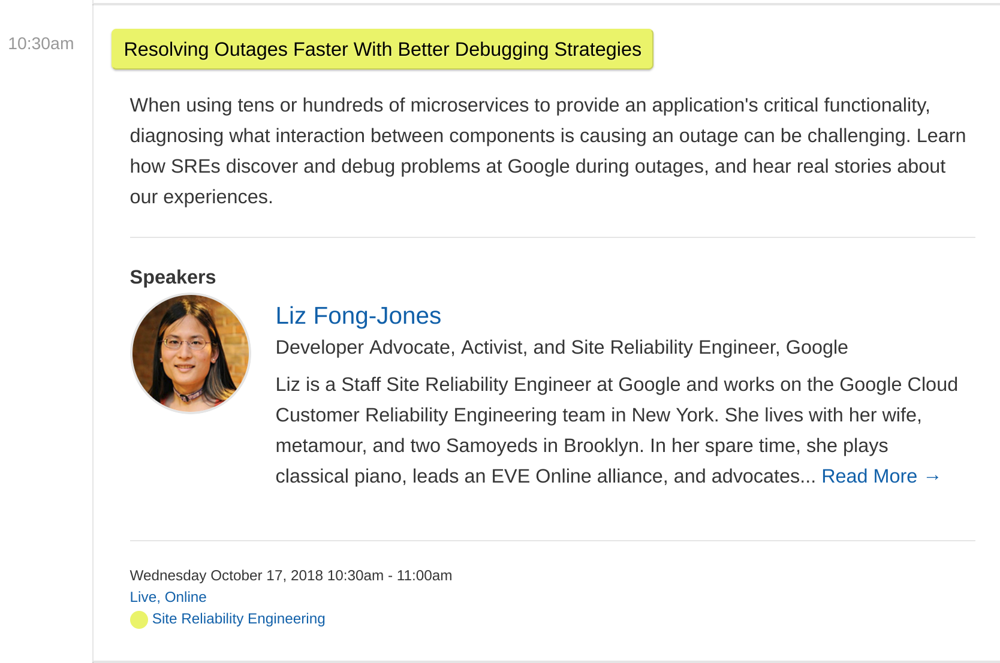 10:30am
Resolving Outages Faster With Better Debugging Strategies
When using tens or hundreds of microservices to provide an application's critical functionality,
diagnosing what interaction between components is causing an outage can be challenging. Learn
how SREs discover and debug problems at Google during outages, and hear real stories about
our experiences.
Speakers
Liz Fong-Jones
Developer Advocate, Activist, and Site Reliability Engineer, Google
Liz is a Staff Site Reliability Engineer at Google and works on the Google Cloud
Customer Reliability Engineering team in New York. She lives with her wife,
metamour, and two Samoyeds in Brooklyn. In her spare time, she plays
classical piano, leads an EVE Online alliance, and advocates... Read More →
Wednesday October 17, 2018 10:30am - 11:00am
Live, Online
Site Reliability Engineering